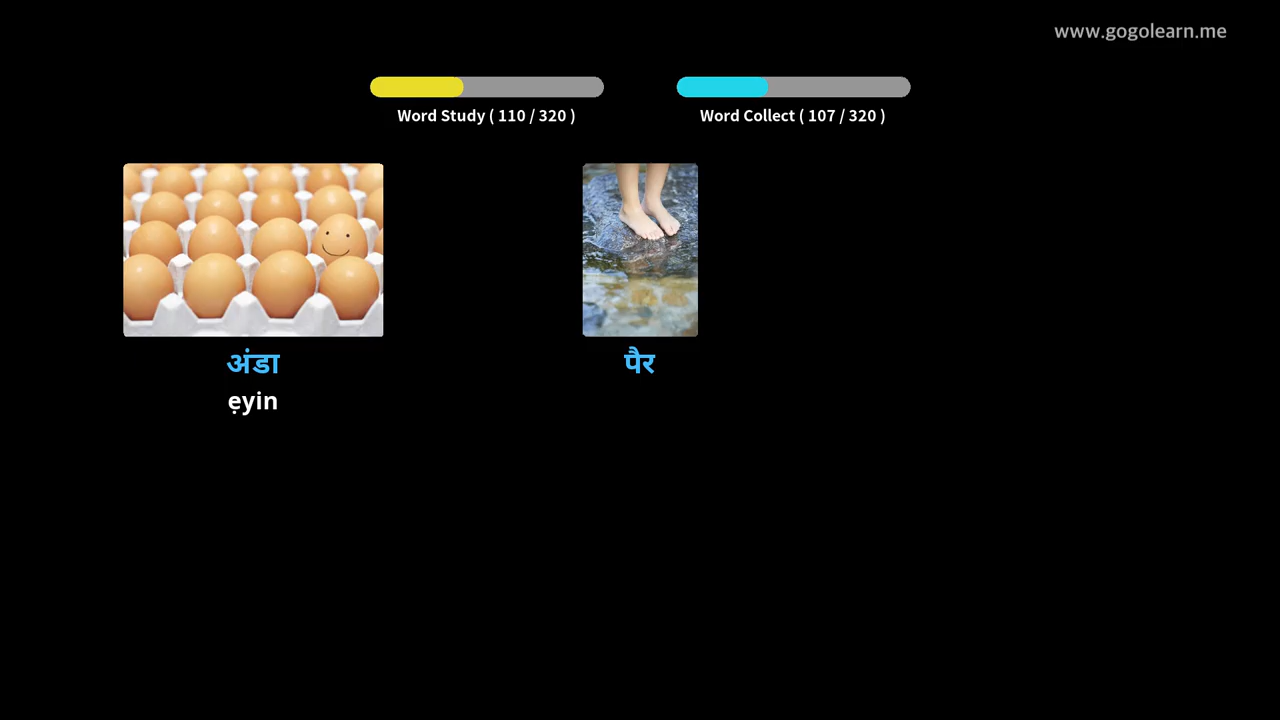 www.gogolearn.me
Word Study ( 110 / 320 )
Word Collect ( 107 / 320 )
अंडा
ẹyin
पैर